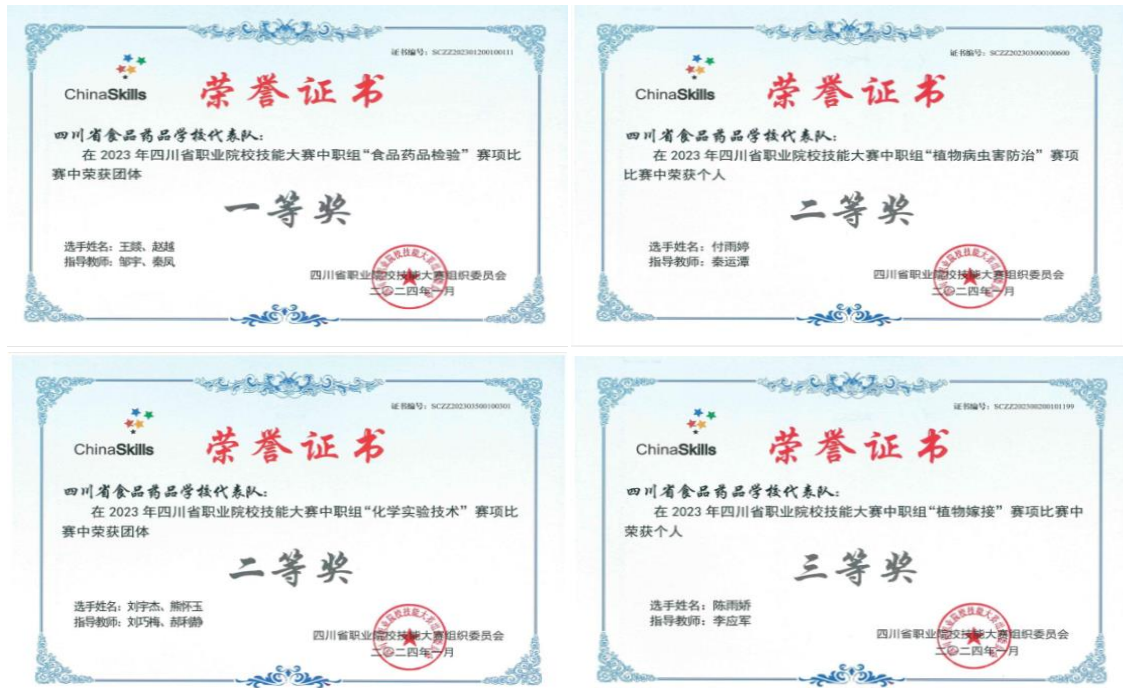 证书编号：SCZZ202301200100111
ChinaSkills
荣誉证书
四川省食品药品学校代表队：
在 2023 年四川省职业院校技能大赛中职组“食品药品检验”赛项比
赛中荣获团体
一等奖
选手姓名：王燚、赵越
指导教师：邹宇、秦凤
四川省职业院校技能大赛组织委员会
二〇二四年一月
证书编号：SCZZ202303000100600
ChinaSkills
荣誉证书
四川省食品药品学校代表队：
在 2023 年四川省职业院校技能大赛中职组“植物病虫害防治”赛项
比赛中荣获个人
二等奖
选手姓名：付雨婷
指导教师：秦运潭
四川省职业院校技能大赛组织委员会
二〇二四年一月
证书编号：SCZZ202303500100301
ChinaSkills
荣誉证书
四川省食品药品学校代表队：
在 2023 年四川省职业院校技能大赛中职组“化学实验技术”赛项比
赛中荣获团体
二等奖
选手姓名：刘宇杰、熊怀玉
指导教师：刘巧梅、郝利静
四川省职业院校技能大赛组织委员会
二〇二四年一月
证书编号：SCZZ202300200101199
ChinaSkills
荣誉证书
四川省食品药品学校代表队：
在 2023 年四川省职业院校技能大赛中职组“植物嫁接”赛项比赛中
荣获个人
三等奖
选手姓名：陈雨娇
指导教师：李应军
四川省职业院校技能大赛组织委员会
二〇二四年一月